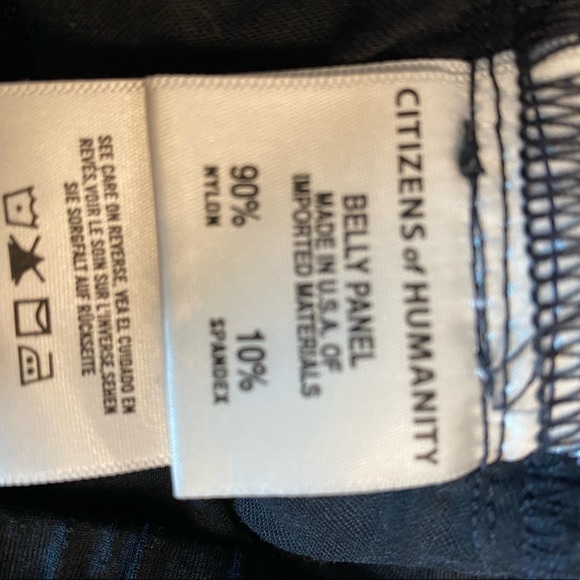 CITIZENS of HUMANITY
BELLY PANEL
MADE IN U.S.A. OF
IMPORTED MATERIALS
90% 10%
NYLON SPANDEX
SEE CARE ON REVERSE. VEA EL CUIDADO EN
REVÉS. VOIR LE SOIN SUR L'INVERSE. SEHEN
SIE SORGFALT AUF RÜCKSEITE